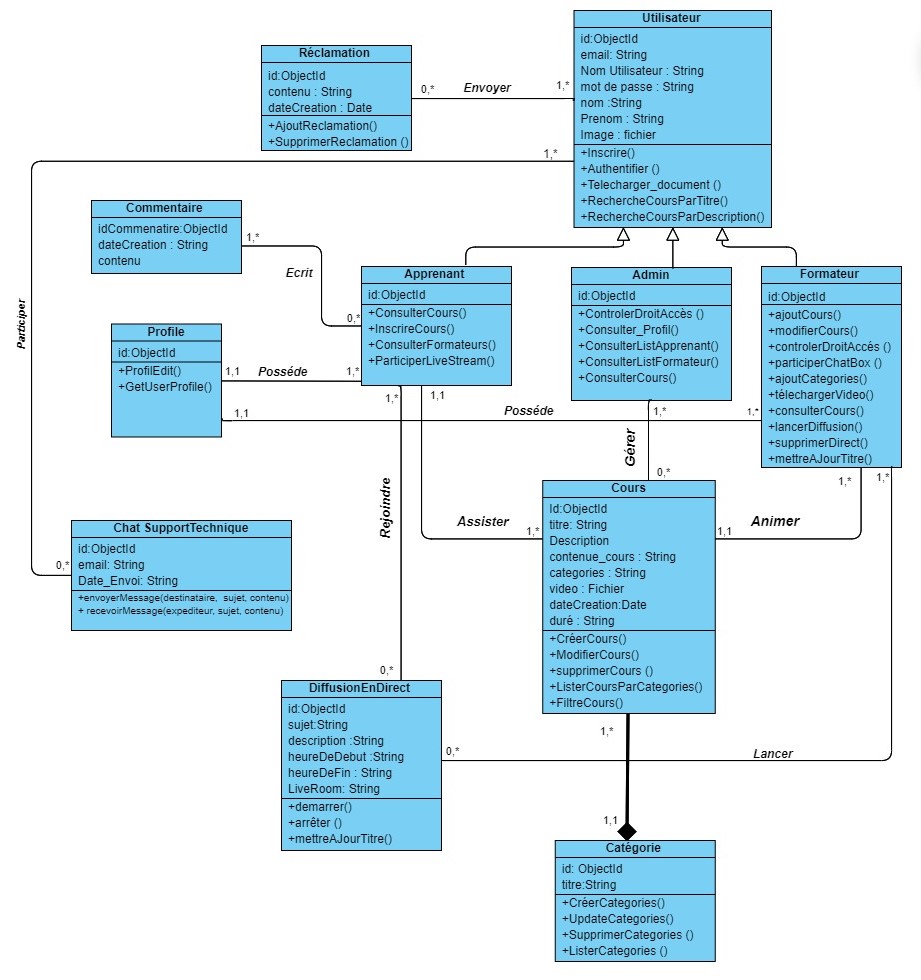 Utilisateur
id:ObjectId
email: String
Nom Utilisateur : String
mot de passe : String
nom :String
Prenom : String
Image : fichier
+Inscrire()
+Authentifier ()
+Telecharger_document ()
+RechercheCoursParTitre()
+RechercheCoursParDescription()
Réclamation
id:ObjectId
contenu : String
dateCreation : Date
+AjoutReclamation()
+SupprimerReclamation ()
0,*
Envoyer
1,*
1,*
Participer
0,*
Commentaire
idCommenatire:ObjectId
dateCreation : String
contenu
1,*
Ecrit
0,*
Apprenant
id:ObjectId
+ConsulterCours()
+InscrireCours()
+ConsulterFormateurs()
+ParticiperLiveStream()
Admin
id:ObjectId
+ControlerDroitAccès ()
+Consulter_Profil()
+ConsulterListApprenant()
+ConsulterListFormateur()
+ConsulterCours()
Formateur
id:ObjectId
+ajoutCours()
+modifierCours()
+controlerDroitAccès ()
+participerChatBox ()
+ajoutCategories()
+téléchargerVideo()
+consulterCours()
+lancerDiffusion()
+supprimerDirect()
+mettreAJourTitre()
Profile
id:ObjectId
+ProfilEdit()
+GetUserProfile()
1,1
Posséde
1,*
1,1
Posséde
1,*
1,*
Rejoindre
0,*
1,1
Assister
1,*
1,*
Gérer
0,*
1,1
Animer
1,*
1,*
Lancer
0,*
Cours
Id:ObjectId
titre: String
Description
contenue_cours : String
categories : String
video : Fichier
dateCreation:Date
duré : String
+CréerCours()
+ModifierCours()
+supprimerCours ()
+ListerCoursParCategories()
+FiltreCours()
Chat SupportTechnique
id:ObjectId
email: String
Date_Envoi: String
+envoyerMessage(destinataire, sujet, contenu)
+ recevoirMessage(expediteur, sujet, contenu)
DiffusionEnDirect
id:ObjectId
sujet:String
description :String
heureDeDebut :String
heureDeFin : String
LiveRoom: String
+demarrer()
+arrêter ()
+mettreAJourTitre()
1,*
1,1
Catégorie
id: ObjectId
titre:String
+CréerCategories()
+UpdateCategories()
+SupprimerCategories ()
+ListerCategories ()